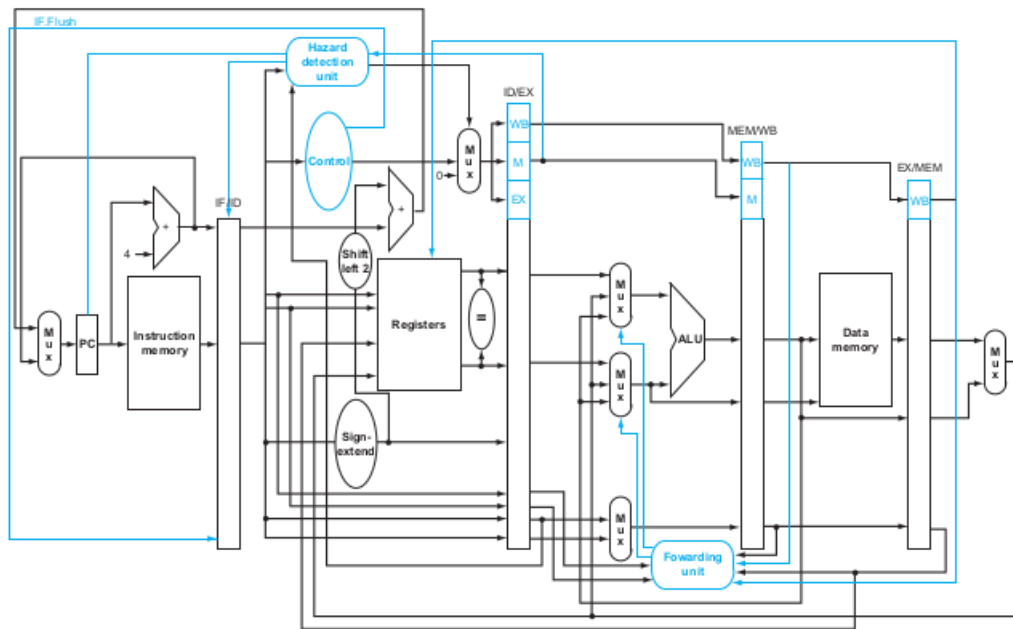 IF.Flush
Hazard
detection
unit
ID/EX
WB
MEM/WB
Control
M
u
x
M
WB
EX/MEM
0
EX
M
WB
IF/ID
+
+
4
Shift
left 2
M
u
x
PC
Instruction
memory
Registers
=
M
u
x
ALU
M
u
x
Data
memory
M
u
x
Sign-
extend
M
u
x
Fowarding
unit